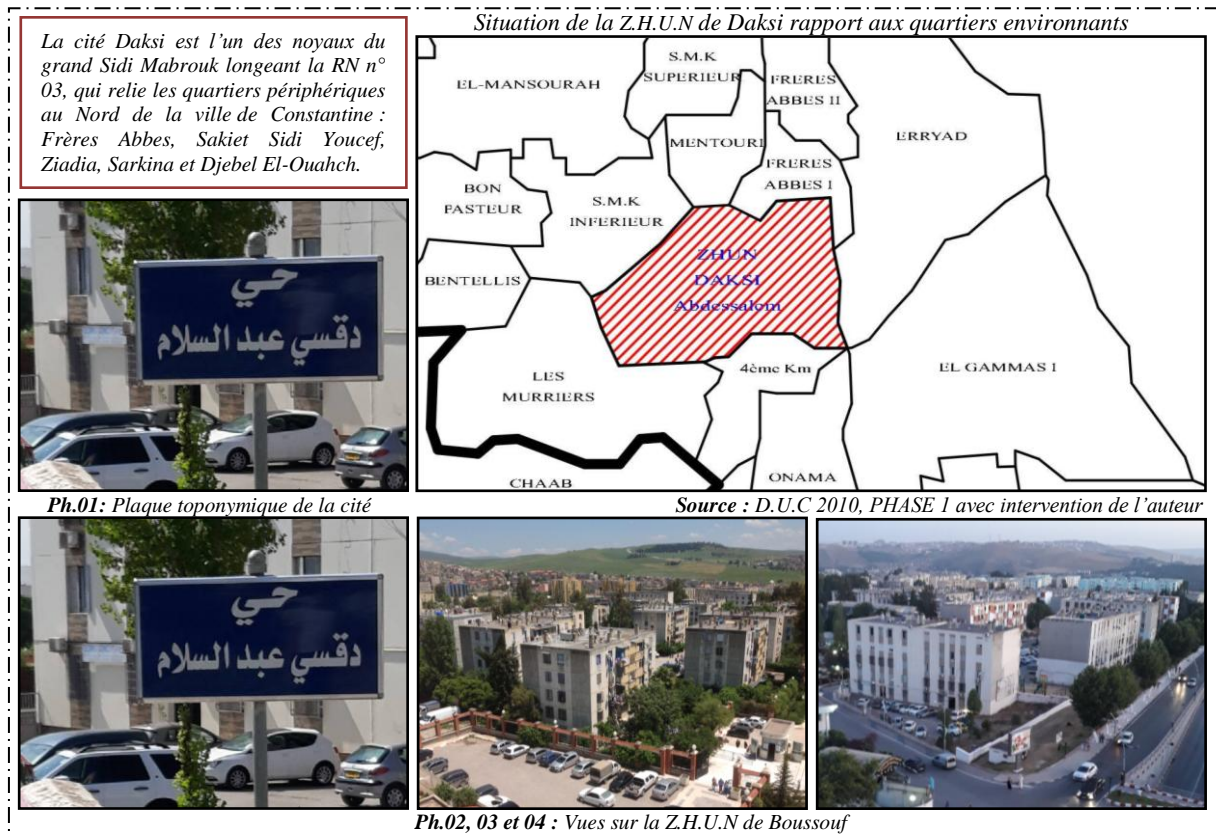 La cité Daksi est l’un des noyaux du
grand Sidi Mabrouk longeant la RN n°
03, qui relie les quartiers périphériques
au Nord de la ville de Constantine :
Frères Abbes, Sakiet Sidi Youcef,
Ziadia, Sarkina et Djebel El-Ouahch.
Situation de la Z.H.U.N de Daksi rapport aux quartiers environnants
S.M.K
SUPERIEUR
EL-MANSOURAH
FRERES
ABBES II
MENTOURI
ERRYAD
FRERES
ABBES I
BON
PASTEUR
S.M.K
INFERIEUR
BENTELLIS
ZHUN
DAKSI
Abdessalem
LES
MURRIERS
4ème Km
EL GAMMAS I
CHAAB
ONAMA
حي
دقسي عبد السلام
Ph.01: Plaque toponymique de la cité
Source : D.U.C 2010, PHASE 1 avec intervention de l’auteur
حي
دقسي عبد السلام
Ph.02, 03 et 04 : Vues sur la Z.H.U.N de Boussouf